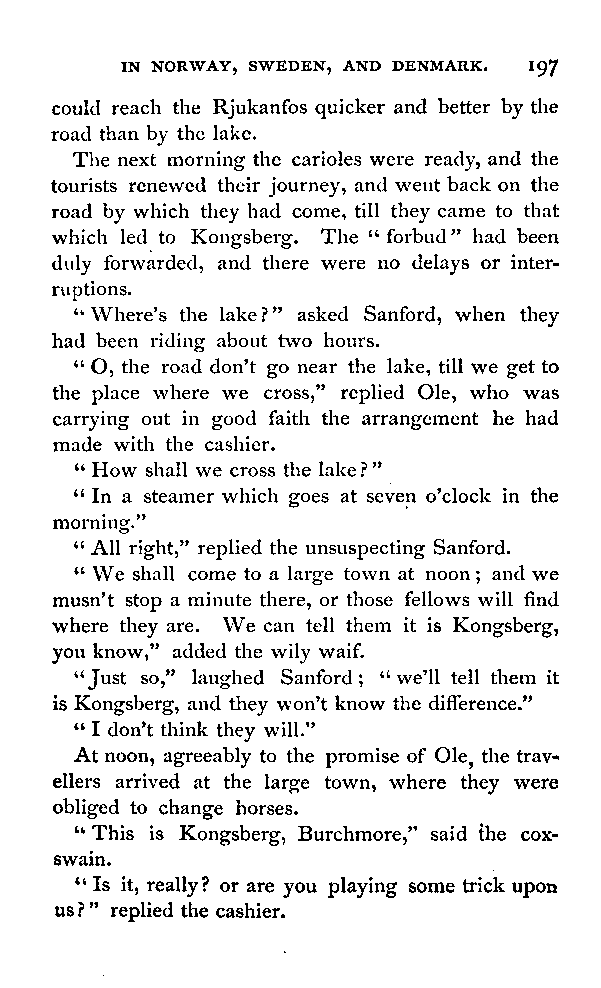 IN NORWAY, SWEDEN, AND DENMARK. 197
could reach the Rjukanfos quicker and better by the
road than by the lake.
The next morning the carioles were ready, and the
tourists renewed their journey, and went back on the
road by which they had come, till they came to that
which led to Kongsberg. The “forbud” had been
duly forwarded, and there were no delays or inter-
ruptions.
“Where's the lake?” asked Sanford, when they
had been riding about two hours.
“O, the road don't go near the lake, till we get to
the place where we cross,” replied Ole, who was
carrying out in good faith the arrangement he had
made with the cashier.
“How shall we cross the lake?”
“In a steamer which goes at seven o'clock in the
morning.”
“All right,” replied the unsuspecting Sanford.
“We shall come to a large town at noon; and we
musn't stop a minute there, or those fellows will find
where they are. We can tell them it is Kongsberg,
you know,” added the wily waif.
“Just so,” laughed Sanford; “we'll tell them it
is Kongsberg, and they won't know the difference.”
“I don't think they will.”
At noon, agreeably to the promise of Ole, the trav-
ellers arrived at the large town, where they were
obliged to change horses.
“This is Kongsberg, Burchmore,” said the cox-
swain.
“Is it, really? or are you playing some trick upon
us?” replied the cashier.